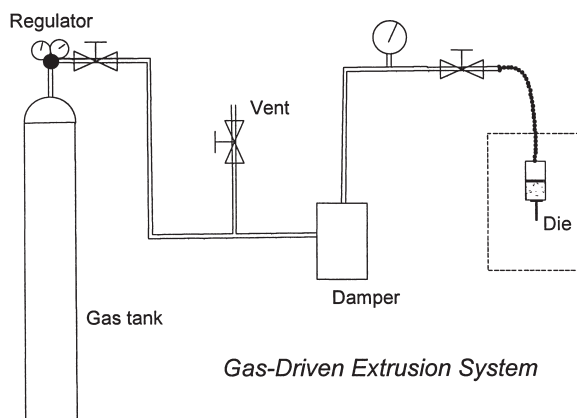 Regulator
Vent
Die
Damper
Gas tank
Gas-Driven Extrusion System